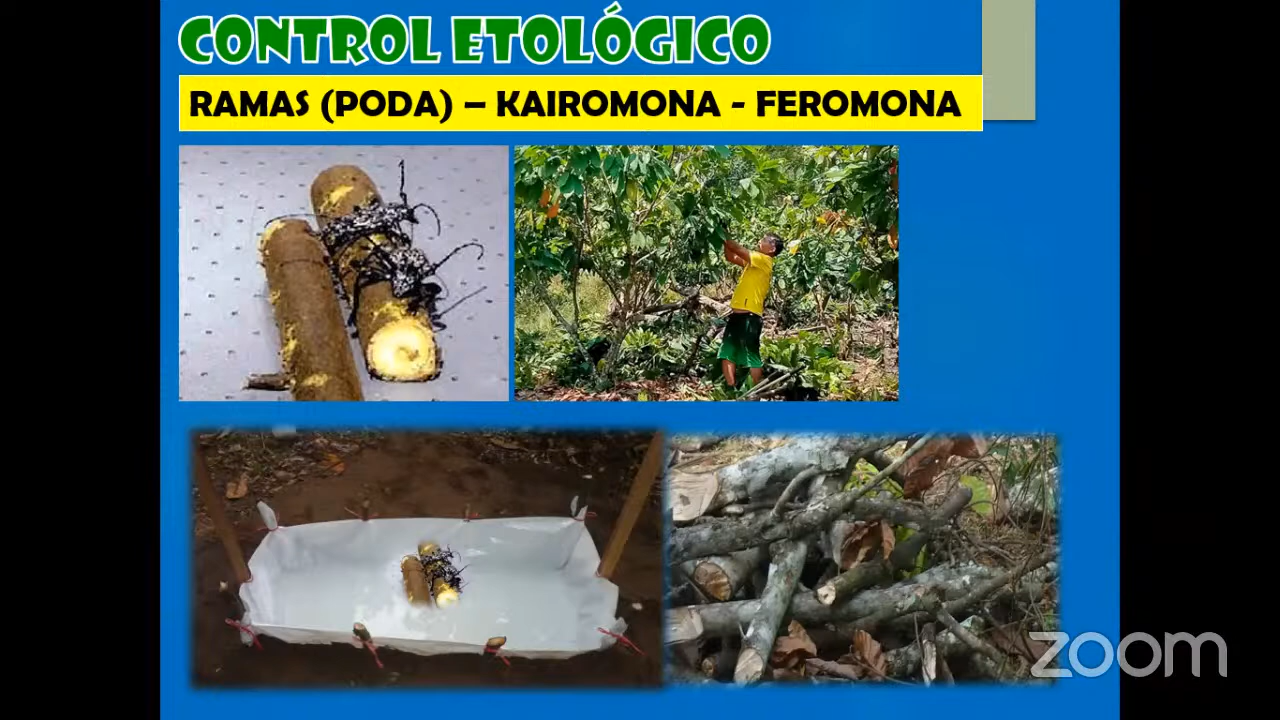 CONTROL ETOLÓGICO
RAMAS (PODA) – KAIROMONA - FEROMONA
zoom